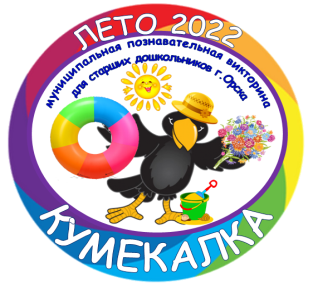 ЛЕТО 2022
муниципальная познавательная викторина
для старших дошкольников г. Орска
КУМЕКАЛКА